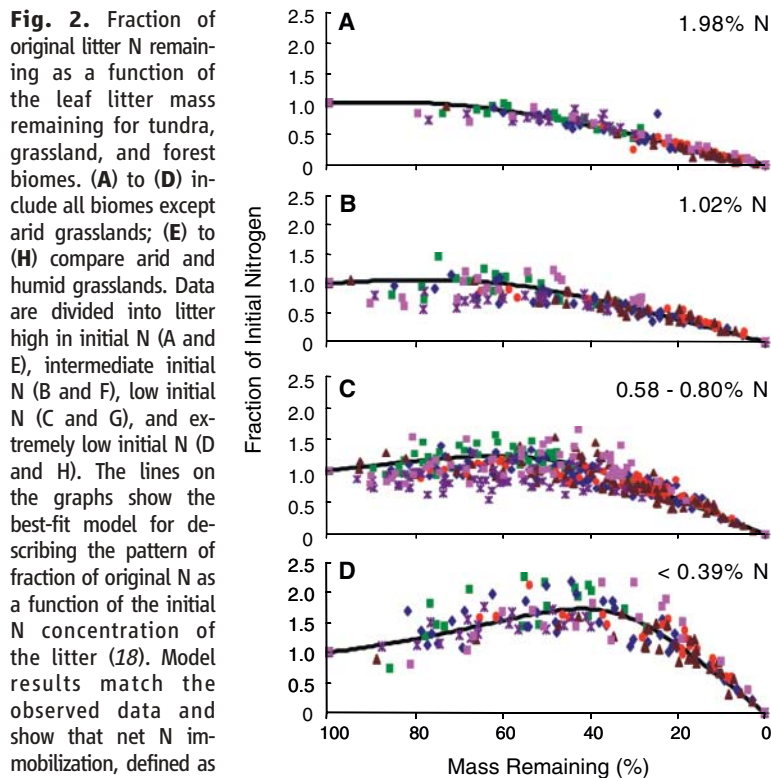 Fig. 2. Fraction of
original litter N remain-
ing as a function of
the leaf litter mass
remaining for tundra,
grassland, and forest
biomes. (A) to (D) in-
clude all biomes except
arid grasslands; (E) to
(H) compare arid and
humid grasslands. Data
are divided into litter
high in initial N (A and
E), intermediate initial
N (B and F), low initial
N (C and G), and ex-
tremely low initial N (D
and H). The lines on
the graphs show the
best-fit model for de-
scribing the pattern of
fraction of original N as
a function of the initial
N concentration of
the litter (18). Model
results match the
observed data and
show that net N im-
mobilization, defined as
Fraction of Initial Nitrogen
2.5 A 1.98% N
2.0
1.5
1.0
0.5
0
2.5 B 1.02% N
2.0
1.5
1.0
0.5
0
2.5 C 0.58 - 0.80% N
2.0
1.5
1.0
0.5
0
2.5 D < 0.39% N
2.0
1.5
1.0
0.5
0.0
100 80 60 40 20 0
Mass Remaining (%)